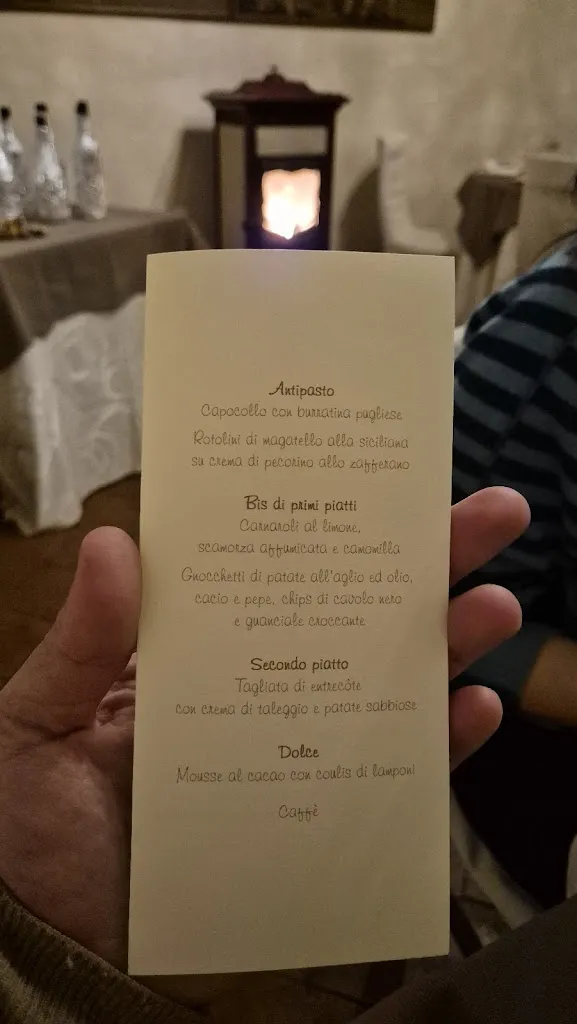 Antipasto
Capocollo con burratina pugliese
Rotolini di magatello alla siciliana
su crema di pecorino allo zafferano
Bis di primi piatti
Carnaroli al limone,
scamorza affumicata e camomilla
Gnocchetti di patate all'aglio ed olio,
cacio e pepe, chips di cavolo nero
e guanciale croccante
Secondo piatto
Tagliata di entrecôte
con crema di taleggio e patate sabbiose
Dolce
Mousse al cacao con coulis di lamponi
Caffè